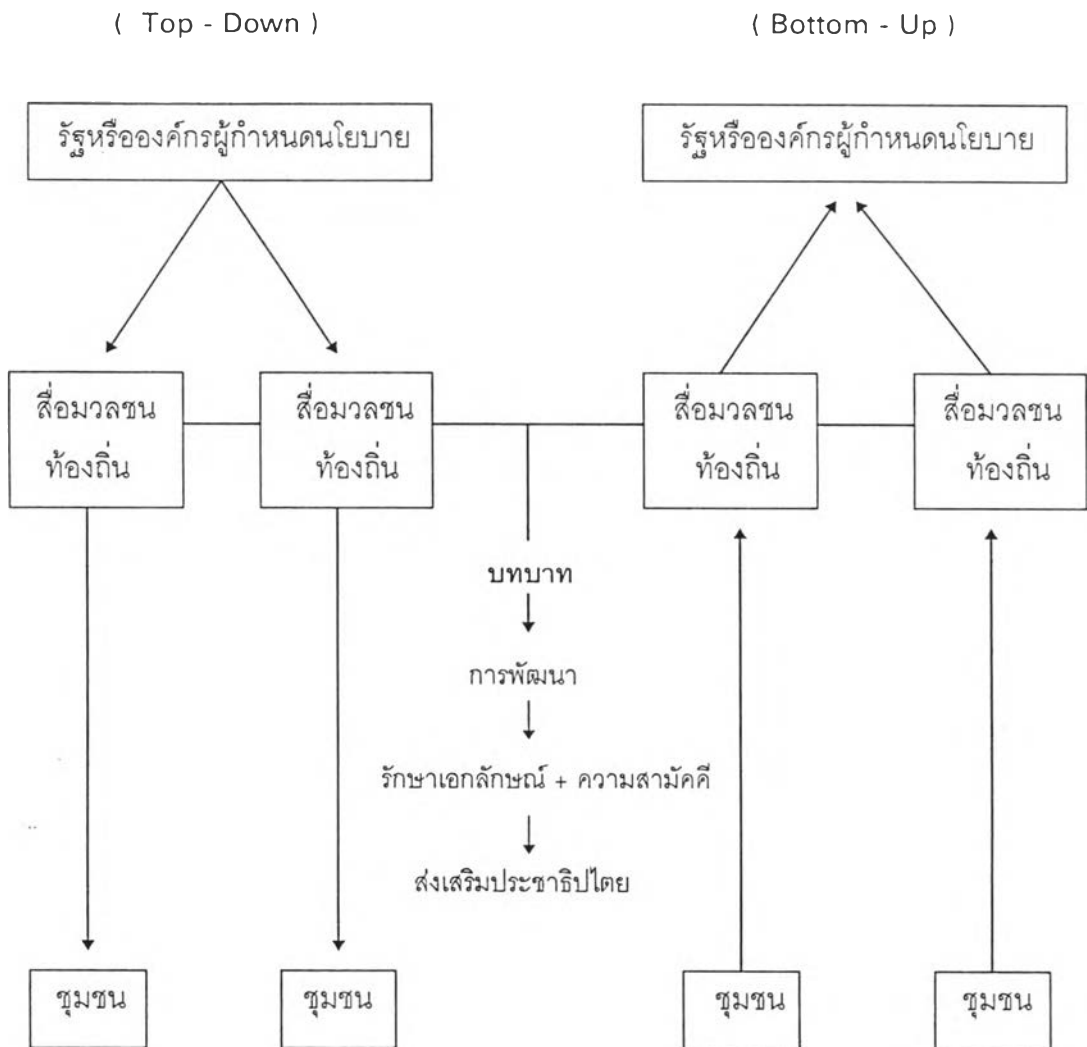 ( Top - Down )
( Bottom - Up )
รัฐหรือองค์กรผู้กำหนดนโยบาย
รัฐหรือองค์กรผู้กำหนดนโยบาย
สื่อมวลชน
ท้องถิ่น
สื่อมวลชน
ท้องถิ่น
สื่อมวลชน
ท้องถิ่น
สื่อมวลชน
ท้องถิ่น
บทบาท
การพัฒนา
รักษาเอกลักษณ์ + ความสามัคคี
ส่งเสริมประชาธิปไตย
ชุมชน
ชุมชน
ชุมชน
ชุมชน